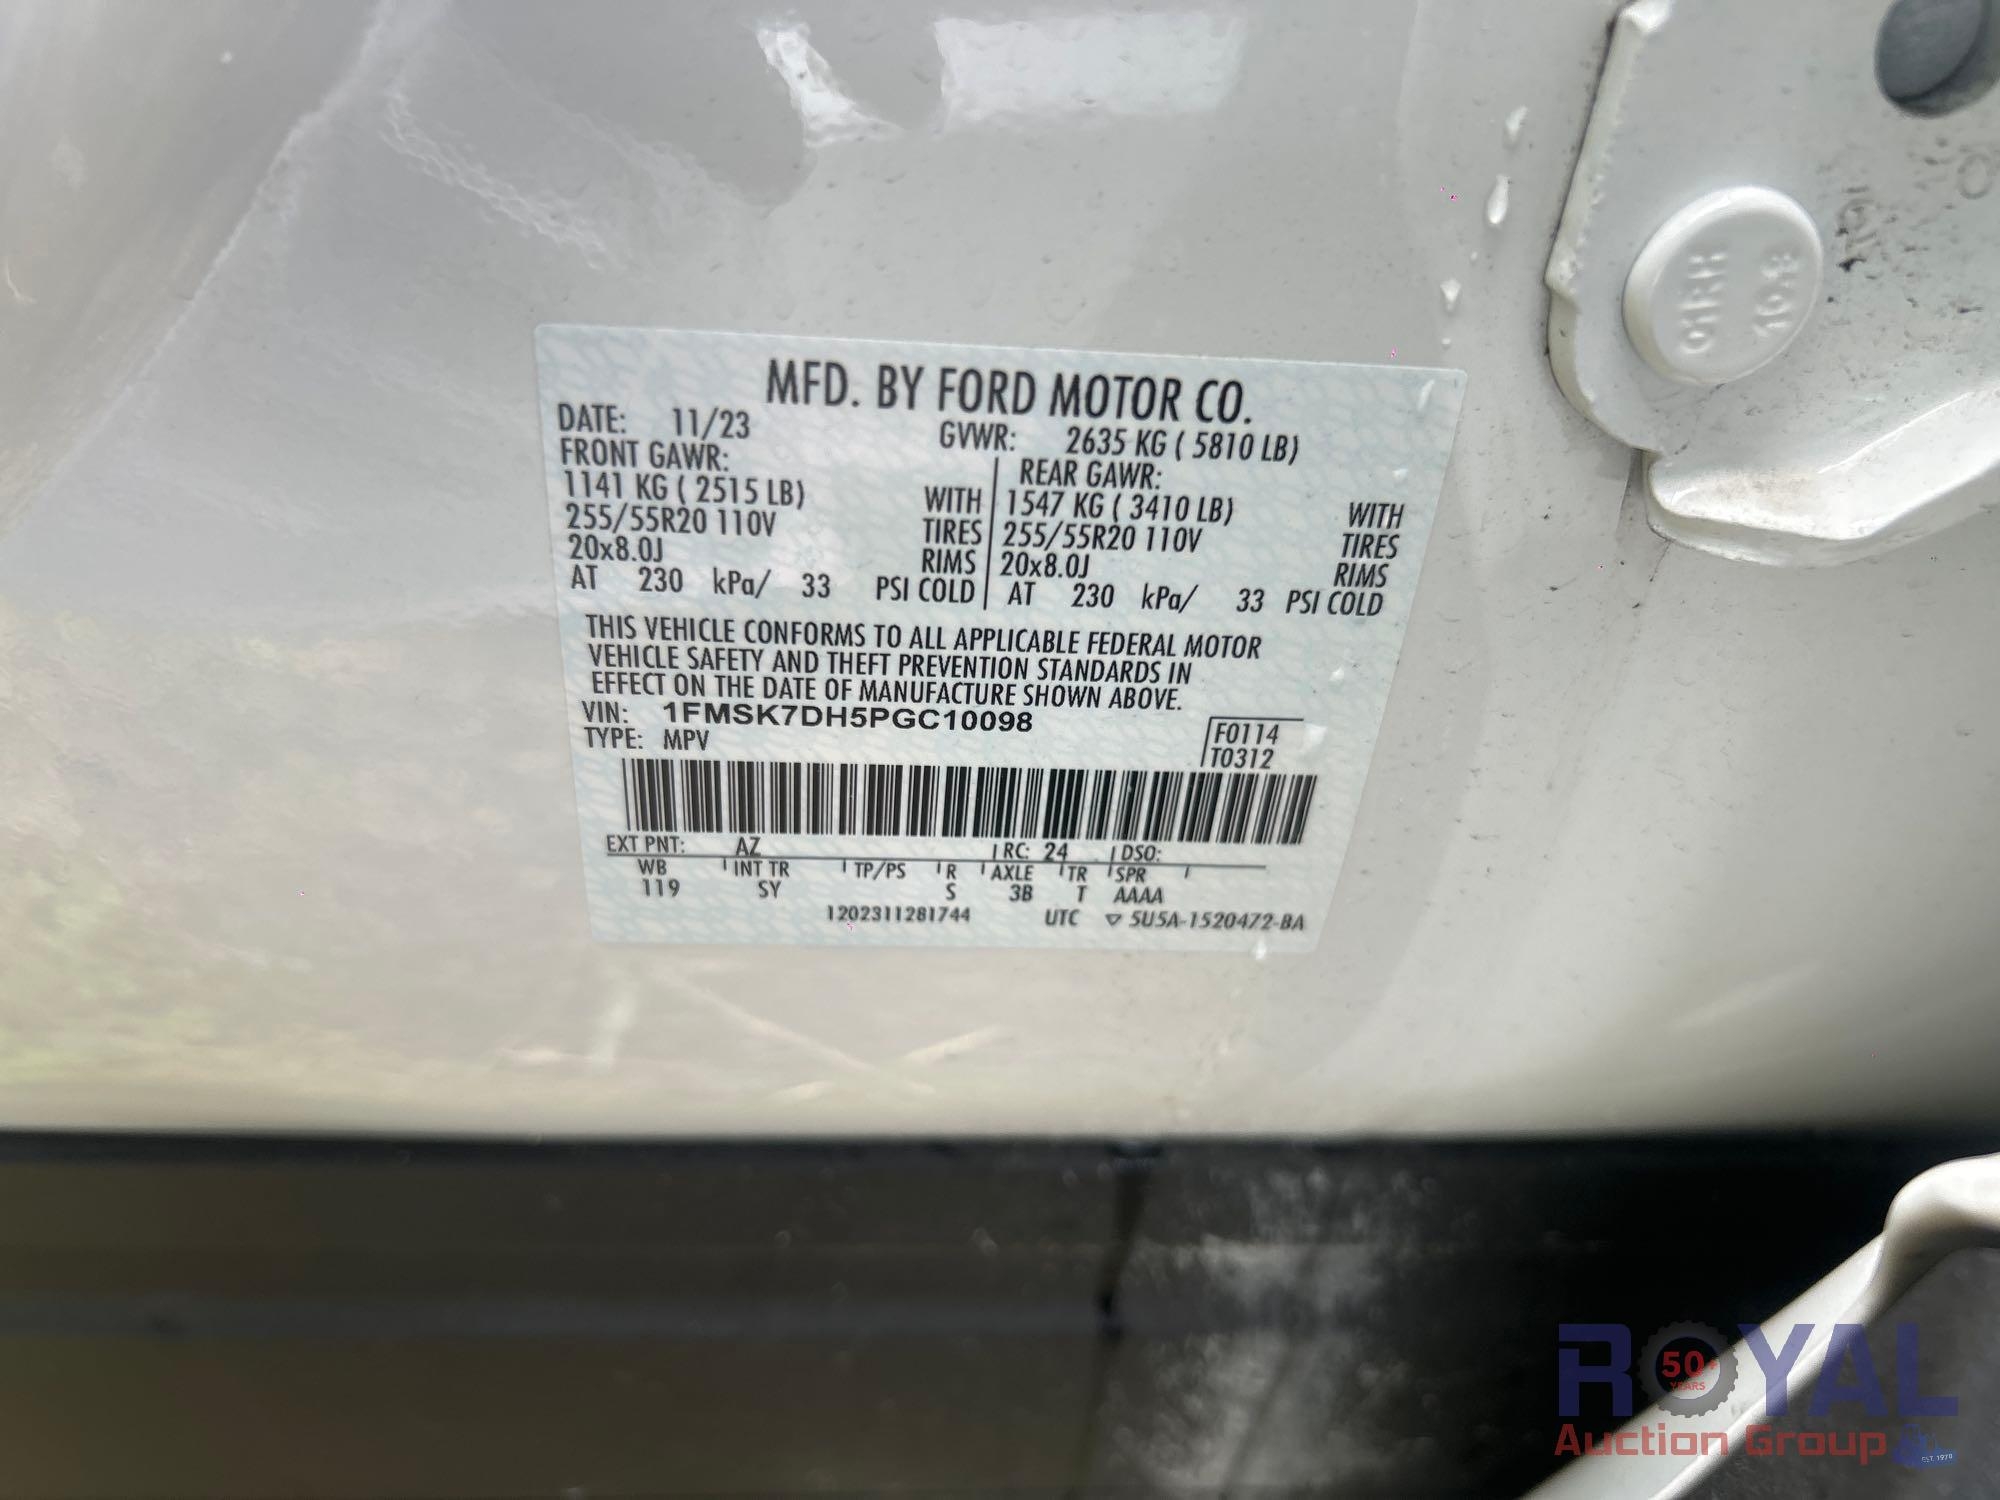 MFD. BY FORD MOTOR CO.
DATE: 11/23 GVWR: 2635 KG ( 5810 LB)
FRONT GAWR: REAR GAWR:
1141 KG ( 2515 LB) WITH 1547 KG ( 3410 LB) WITH
255/55R20 110V TIRES 255/55R20 110V TIRES
20x8.0J RIMS 20x8.0J RIMS
AT 230 kPa/ 33 PSI COLD AT 230 kPa/ 33 PSI COLD
THIS VEHICLE CONFORMS TO ALL APPLICABLE FEDERAL MOTOR
VEHICLE SAFETY AND THEFT PREVENTION STANDARDS IN
EFFECT ON THE DATE OF MANUFACTURE SHOWN ABOVE.
VIN: 1FMSK7DH5PGC10098
TYPE: MPV
F0114
T0312
EXT PNT: AZ RC: 24 DSO:
WB INT TR TP/PS R AXLE TR SPR
119 SY S 3B T AAAA
1202311281744 UTC ▽ 5U5A-1520472-BA
ROYAL
50+
YEARS
Auction Group
EST. 1970